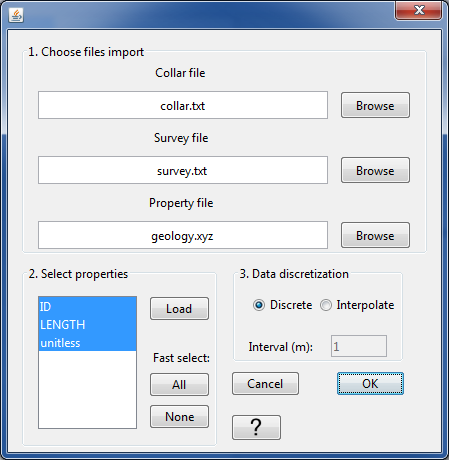 1. Choose files import
Collar file
collar.txt Browse
Survey file
survey.txt Browse
Property file
geology.xyz Browse
2. Select properties
ID
LENGTH
unitless
Load
Fast select:
All
None
3. Data discretization
Discrete Interpolate
Interval (m): 1
Cancel OK
?